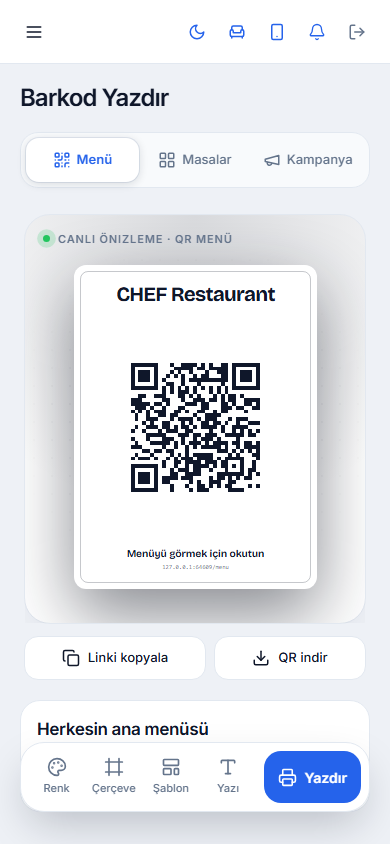 Barkod Yazdır
Menü
Masalar
Kampanya
CANLI ÖNİZLEME · QR MENÜ
CHEF Restaurant
Menüyü görmek için okutun
127.0.0.1:64609/menu
Linki kopyala
QR indir
Herkesin ana menüsü
Renk
Çerçeve
Şablon
Yazı
Yazdır